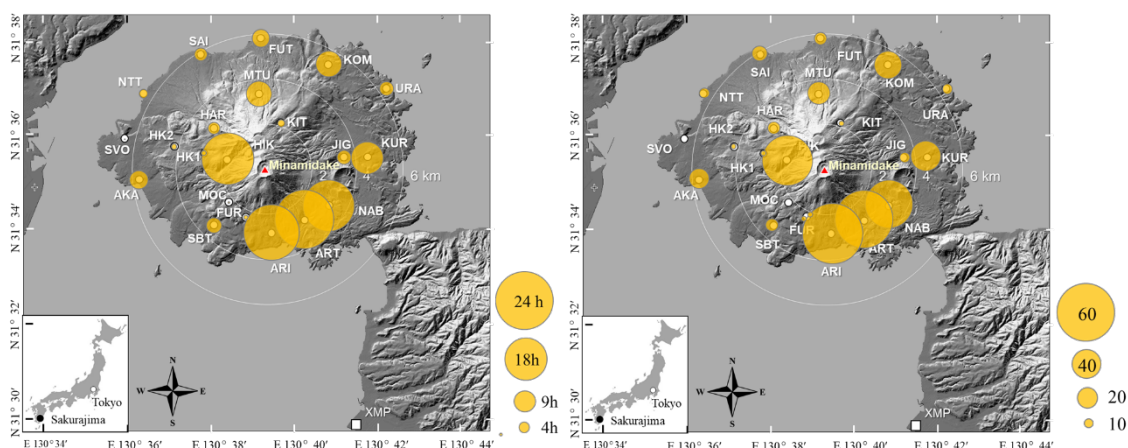 N 31° 38'
N 31° 36'
N 31° 34'
N 31° 32'
N 31° 30'
SAI
FUT
KOM
NTT
MTU
URA
HAR
KIT
HK2
SVO
HIK
JIG
KUR
HK1
Minamidake
2
4
6 km
AKA
MOC
FUR
NAB
SBT
ART
ARI
24 h
18h
9h
4h
N
W
E
S
Tokyo
Sakurajima
XMP
E 130°34'
E 130° 36'
E 130° 38'
E 130° 40'
E 130° 42'
E 130° 44'
N 31° 38'
N 31° 36'
N 31° 34'
N 31° 32'
N 31° 30'
SAI
FUT
KOM
NTT
MTU
URA
HAR
KIT
HK2
SVO
HIK
JIG
KUR
HK1
Minamidake
2
4
6 km
AKA
MOC
FUR
NAB
SBT
ART
ARI
60
40
20
10
N
W
E
S
Tokyo
Sakurajima
XMP
E 130°34'
E 130° 36'
E 130° 38'
E 130° 40'
E 130° 42'
E 130° 44'